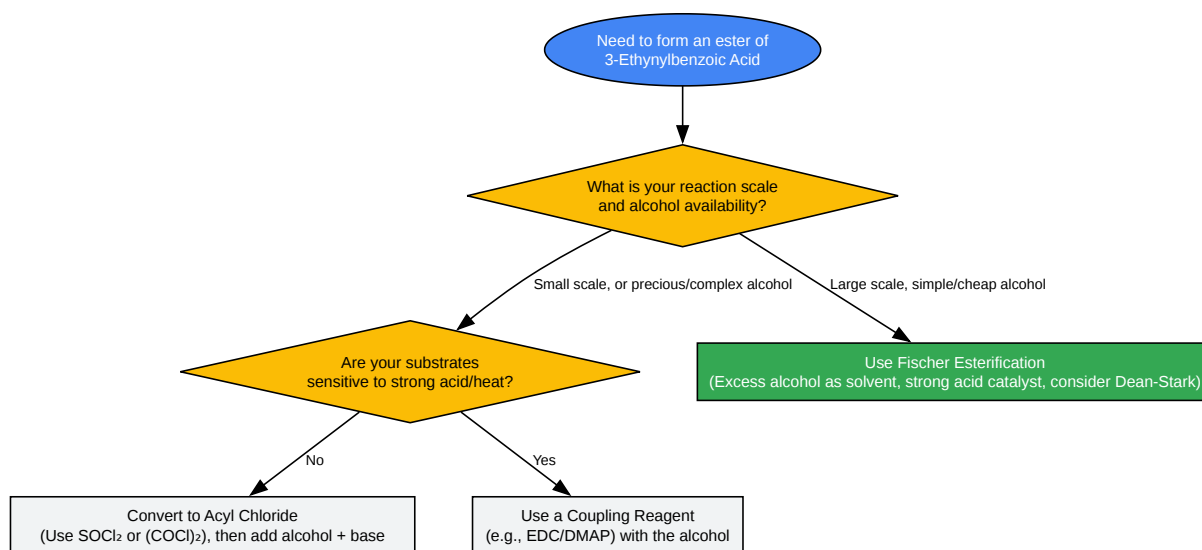 Need to form an ester of
3-Ethynylbenzoic Acid
What is your reaction scale
and alcohol availability?
Small scale, or precious/complex alcohol
Large scale, simple/cheap alcohol
Are your substrates
sensitive to strong acid/heat?
Use Fischer Esterification
(Excess alcohol as solvent, strong acid catalyst, consider Dean-Stark)
No
Yes
Convert to Acyl Chloride
(Use SOCl₂ or (COCl)₂), then add alcohol + base
Use a Coupling Reagent
(e.g., EDC/DMAP) with the alcohol